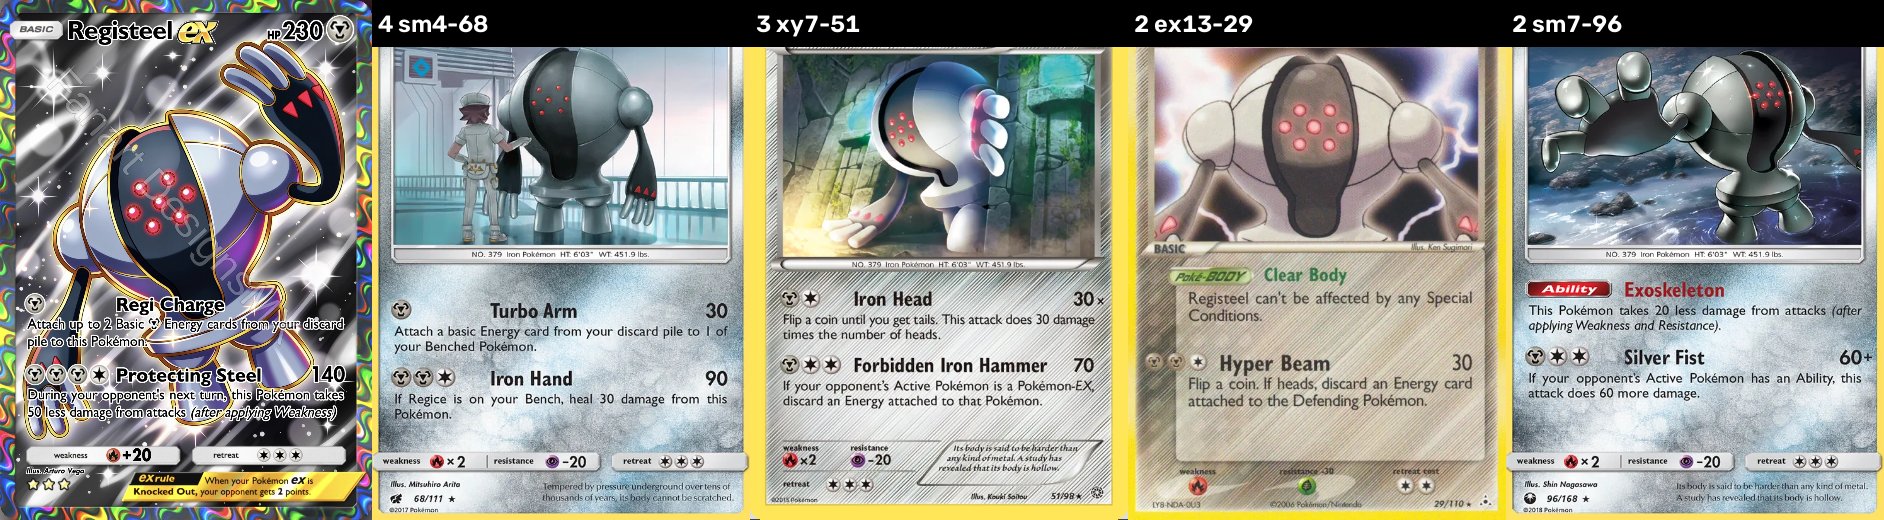 BASIC Registeel ex HP 230
Fanart Designs
Regi Charge
Attach up to 2 Basic Energy cards from your discard
pile to this Pokémon.
Protecting Steel 140
During your opponent's next turn, this Pokémon takes
50 less damage from attacks (after applying Weakness)
weakness +20 retreat
Illus. Arturo Vega
ex rule When your Pokémon ex is
Knocked Out, your opponent gets 2 points.
4 sm4-68
NO. 379 Iron Pokémon HT: 6'03" WT: 451.9 lbs.
Turbo Arm 30
Attach a basic Energy card from your discard pile to 1 of
your Benched Pokémon.
Iron Hand 90
If Regice is on your Bench, heal 30 damage from this
Pokémon.
weakness ×2 resistance -20 retreat
Illus. Mitsuhiro Arita
68/111 ★
©2017 Pokémon
Tempered by pressure underground over tens of
thousands of years, its body cannot be scratched.
3 xy7-51
NO. 379 Iron Pokémon HT: 6'03" WT: 451.9 lbs.
Iron Head 30×
Flip a coin until you get tails. This attack does 30 damage
times the number of heads.
Forbidden Iron Hammer 70
If your opponent's Active Pokémon is a Pokémon-EX,
discard an Energy attached to that Pokémon.
weakness resistance
×2 -20
retreat
Its body is said to be harder than
any kind of metal. A study has
revealed that its body is hollow.
©2015 Pokémon Illus. Kouki Saitou 51/98 ★
2 ex13-29
BASIC Illus. Ken Sugimori
Poké-BODY Clear Body
Registeel can't be affected by any Special
Conditions.
Hyper Beam 30
Flip a coin. If heads, discard an Energy card
attached to the Defending Pokémon.
weakness resistance -30 retreat cost
LY8-NDA-0U3 ©2006 Pokémon/Nintendo 29/110 ★
2 sm7-96
NO. 379 Iron Pokémon HT: 6'03" WT: 451.9 lbs.
Ability Exoskeleton
This Pokémon takes 20 less damage from attacks (after
applying Weakness and Resistance).
Silver Fist 60+
If your opponent's Active Pokémon has an Ability, this
attack does 60 more damage.
weakness ×2 resistance -20 retreat
Illus. Shin Nagasawa
96/168 ★
©2018 Pokémon
Its body is said to be harder than any kind of metal.
A study has revealed that its body is hollow.